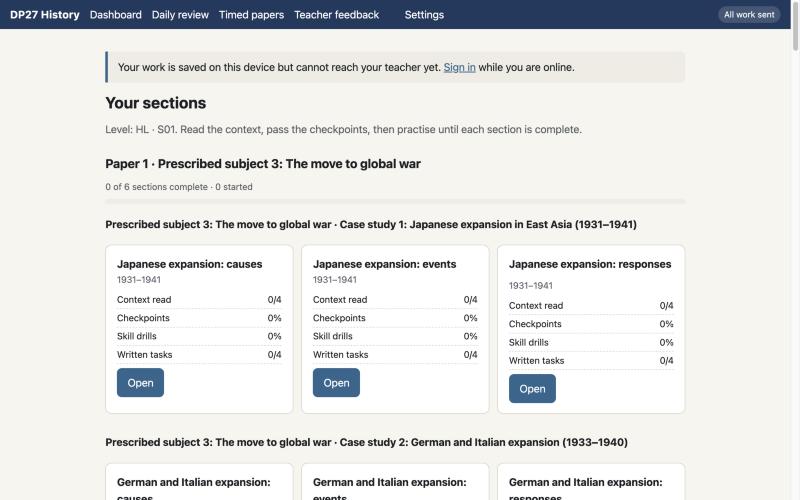 DP27 History Dashboard Daily review Timed papers Teacher feedback Settings All work sent
Your work is saved on this device but cannot reach your teacher yet. Sign in while you are online.
Your sections
Level: HL · S01. Read the context, pass the checkpoints, then practise until each section is complete.
Paper 1 · Prescribed subject 3: The move to global war
0 of 6 sections complete · 0 started
Prescribed subject 3: The move to global war · Case study 1: Japanese expansion in East Asia (1931–1941)
Japanese expansion: causes
1931–1941
Context read 0/4
Checkpoints 0%
Skill drills 0%
Written tasks 0/4
Open
Japanese expansion: events
1931–1941
Context read 0/4
Checkpoints 0%
Skill drills 0%
Written tasks 0/4
Open
Japanese expansion: responses
1931–1941
Context read 0/4
Checkpoints 0%
Skill drills 0%
Written tasks 0/4
Open
Prescribed subject 3: The move to global war · Case study 2: German and Italian expansion (1933–1940)
German and Italian expansion:
causes
German and Italian expansion:
events
German and Italian expansion:
responses